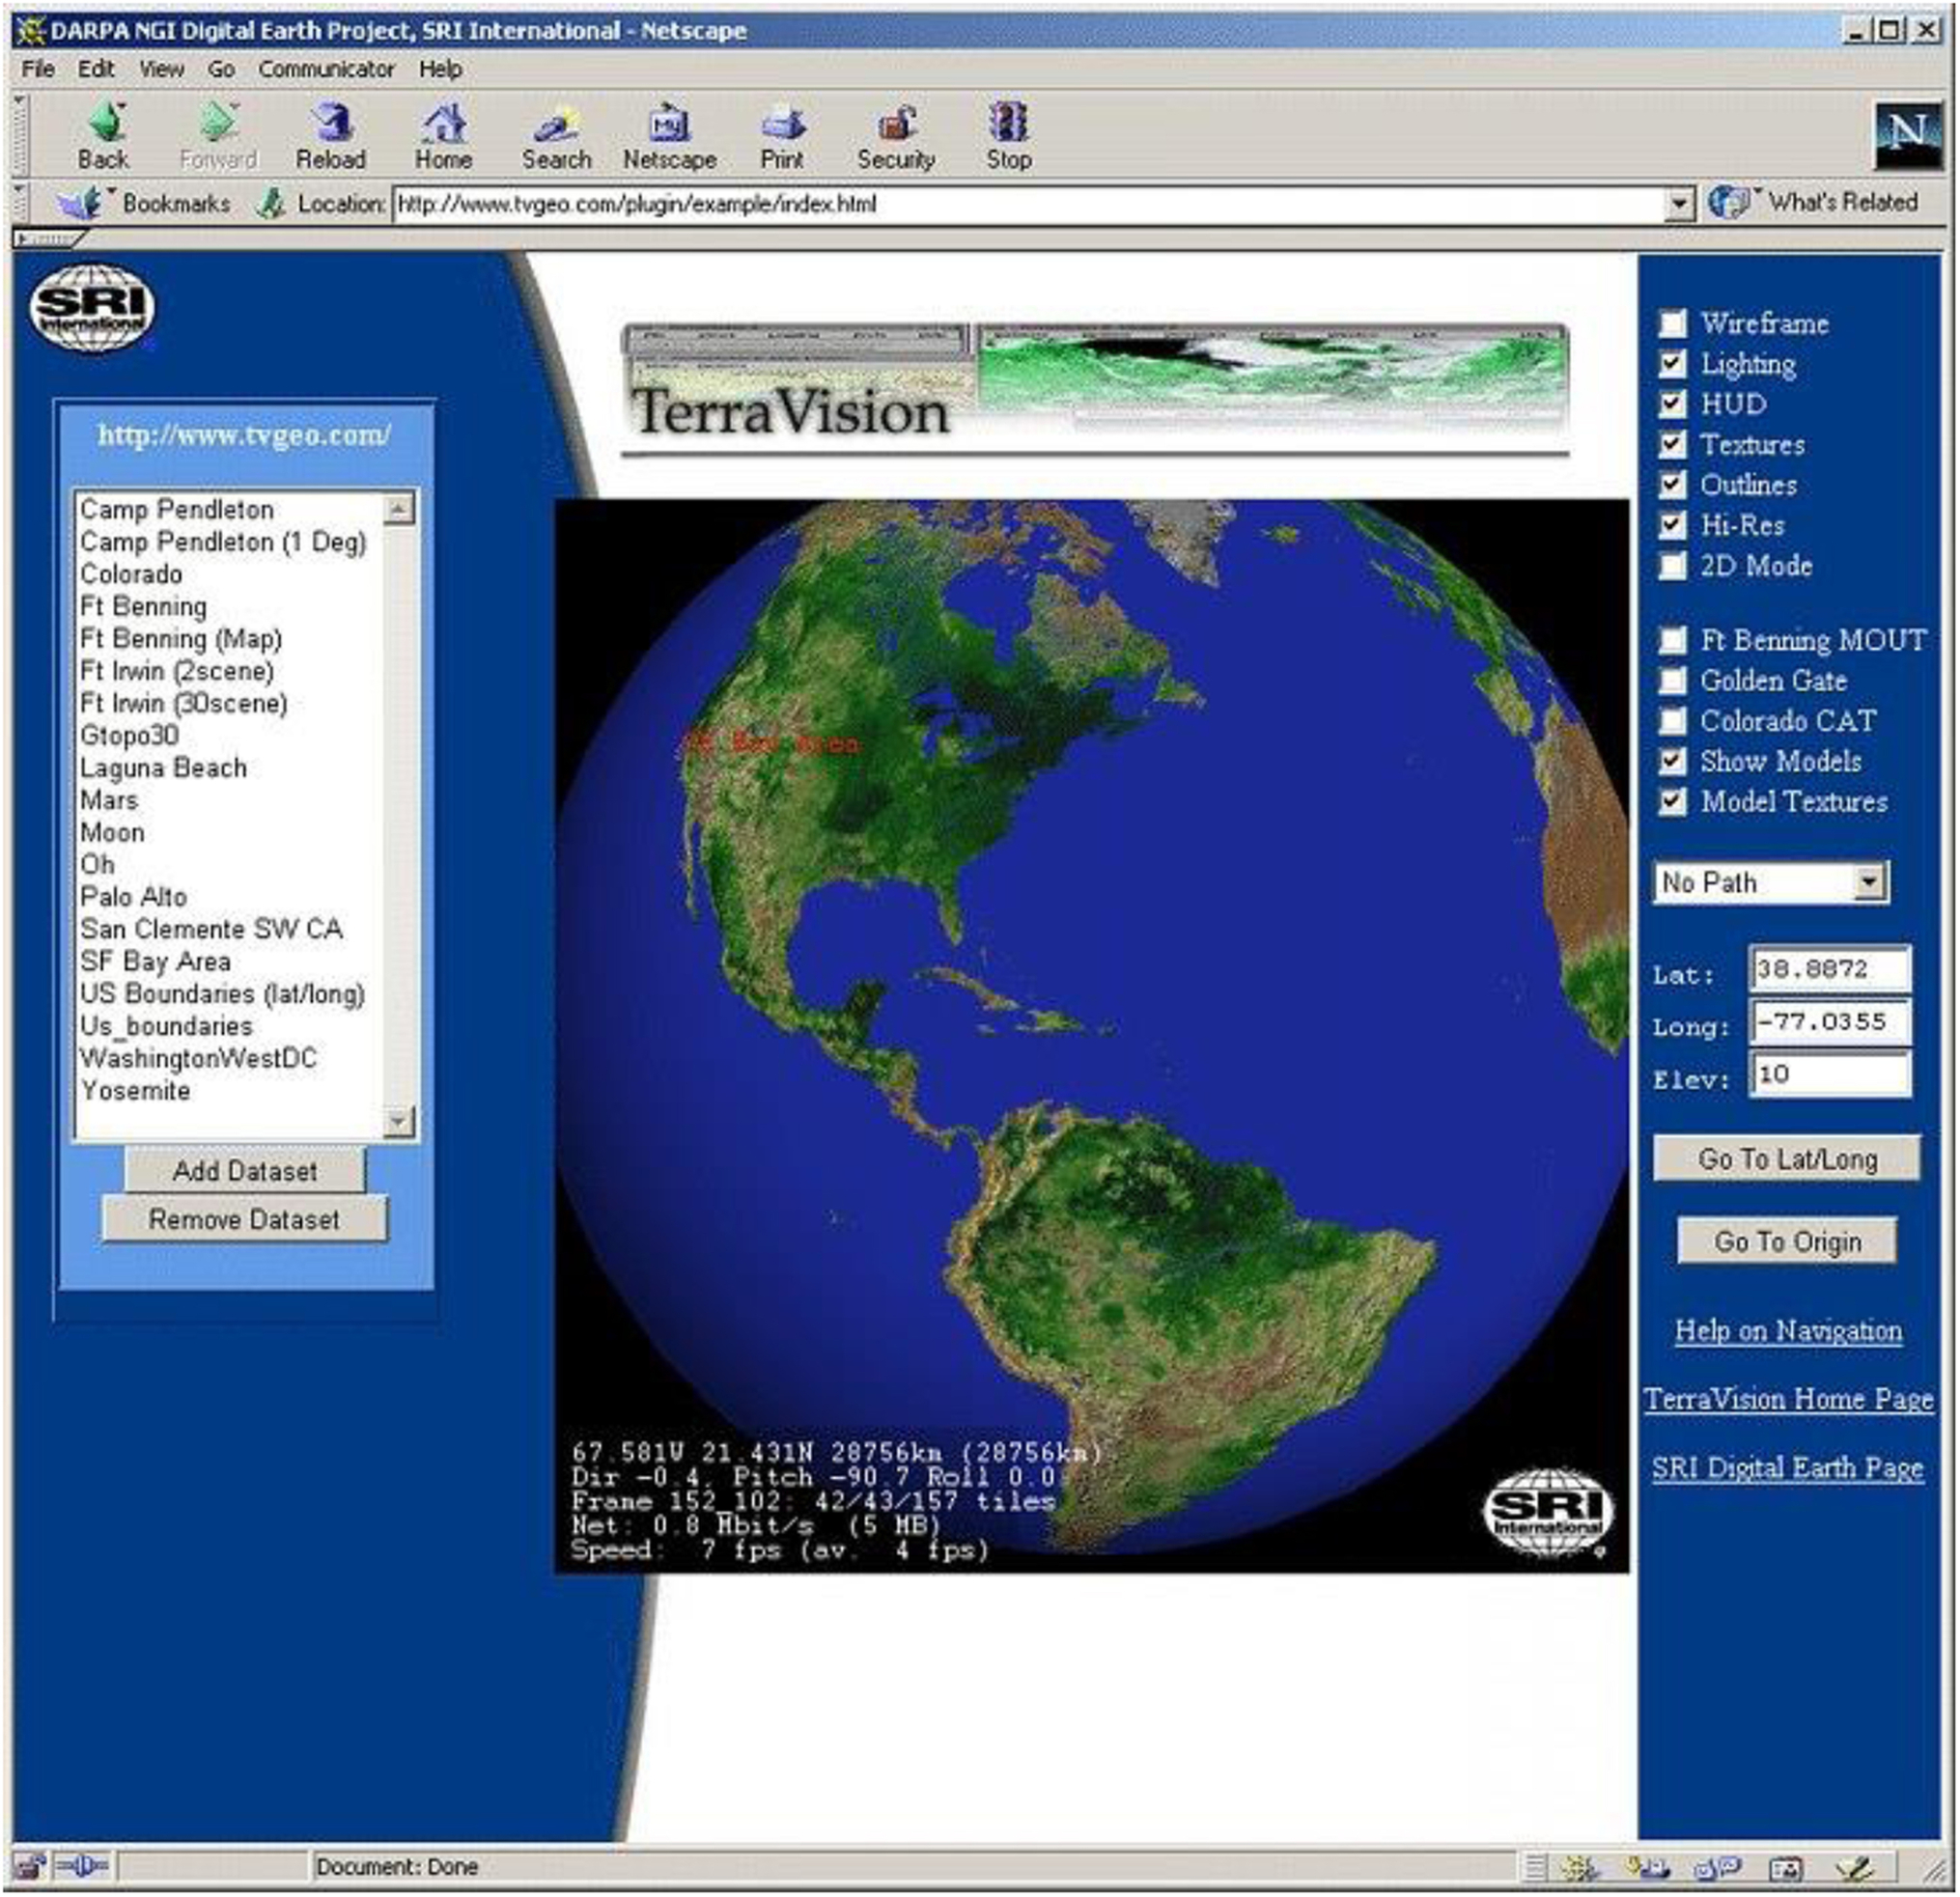 DARPA NGI Digital Earth Project, SRI International - Netscape
File Edit View Go Communicator Help
Back Forward Reload Home Search Netscape Print Security Stop
My
N
Bookmarks Location: http://www.tvgeo.com/plugin/example/index.html What's Related
SRI
International
TerraVision
http://www.tvgeo.com/
Camp Pendleton
Camp Pendleton (1 Deg)
Colorado
Ft Benning
Ft Benning (Map)
Ft Irwin (2scene)
Ft Irwin (30scene)
Gtopo30
Laguna Beach
Mars
Moon
Oh
Palo Alto
San Clemente SW CA
SF Bay Area
US Boundaries (lat/long)
Us_boundaries
WashingtonWestDC
Yosemite
Add Dataset
Remove Dataset
SF Bay Area
67.581W 21.431N 28756km (28756km)
Dir -0.4, Pitch -90.7 Roll 0.0
Frame 152_102: 42/43/157 tiles
Net: 0.8 Mbit/s (5 MB)
Speed: 7 fps (av. 4 fps)
SRI
International
Wireframe
Lighting
HUD
Textures
Outlines
Hi-Res
2D Mode
Ft Benning MOUT
Golden Gate
Colorado CAT
Show Models
Model Textures
No Path
Lat: 38.8872
Long: -77.0355
Elev: 10
Go To Lat/Long
Go To Origin
Help on Navigation
TerraVision Home Page
SRI Digital Earth Page
Document: Done